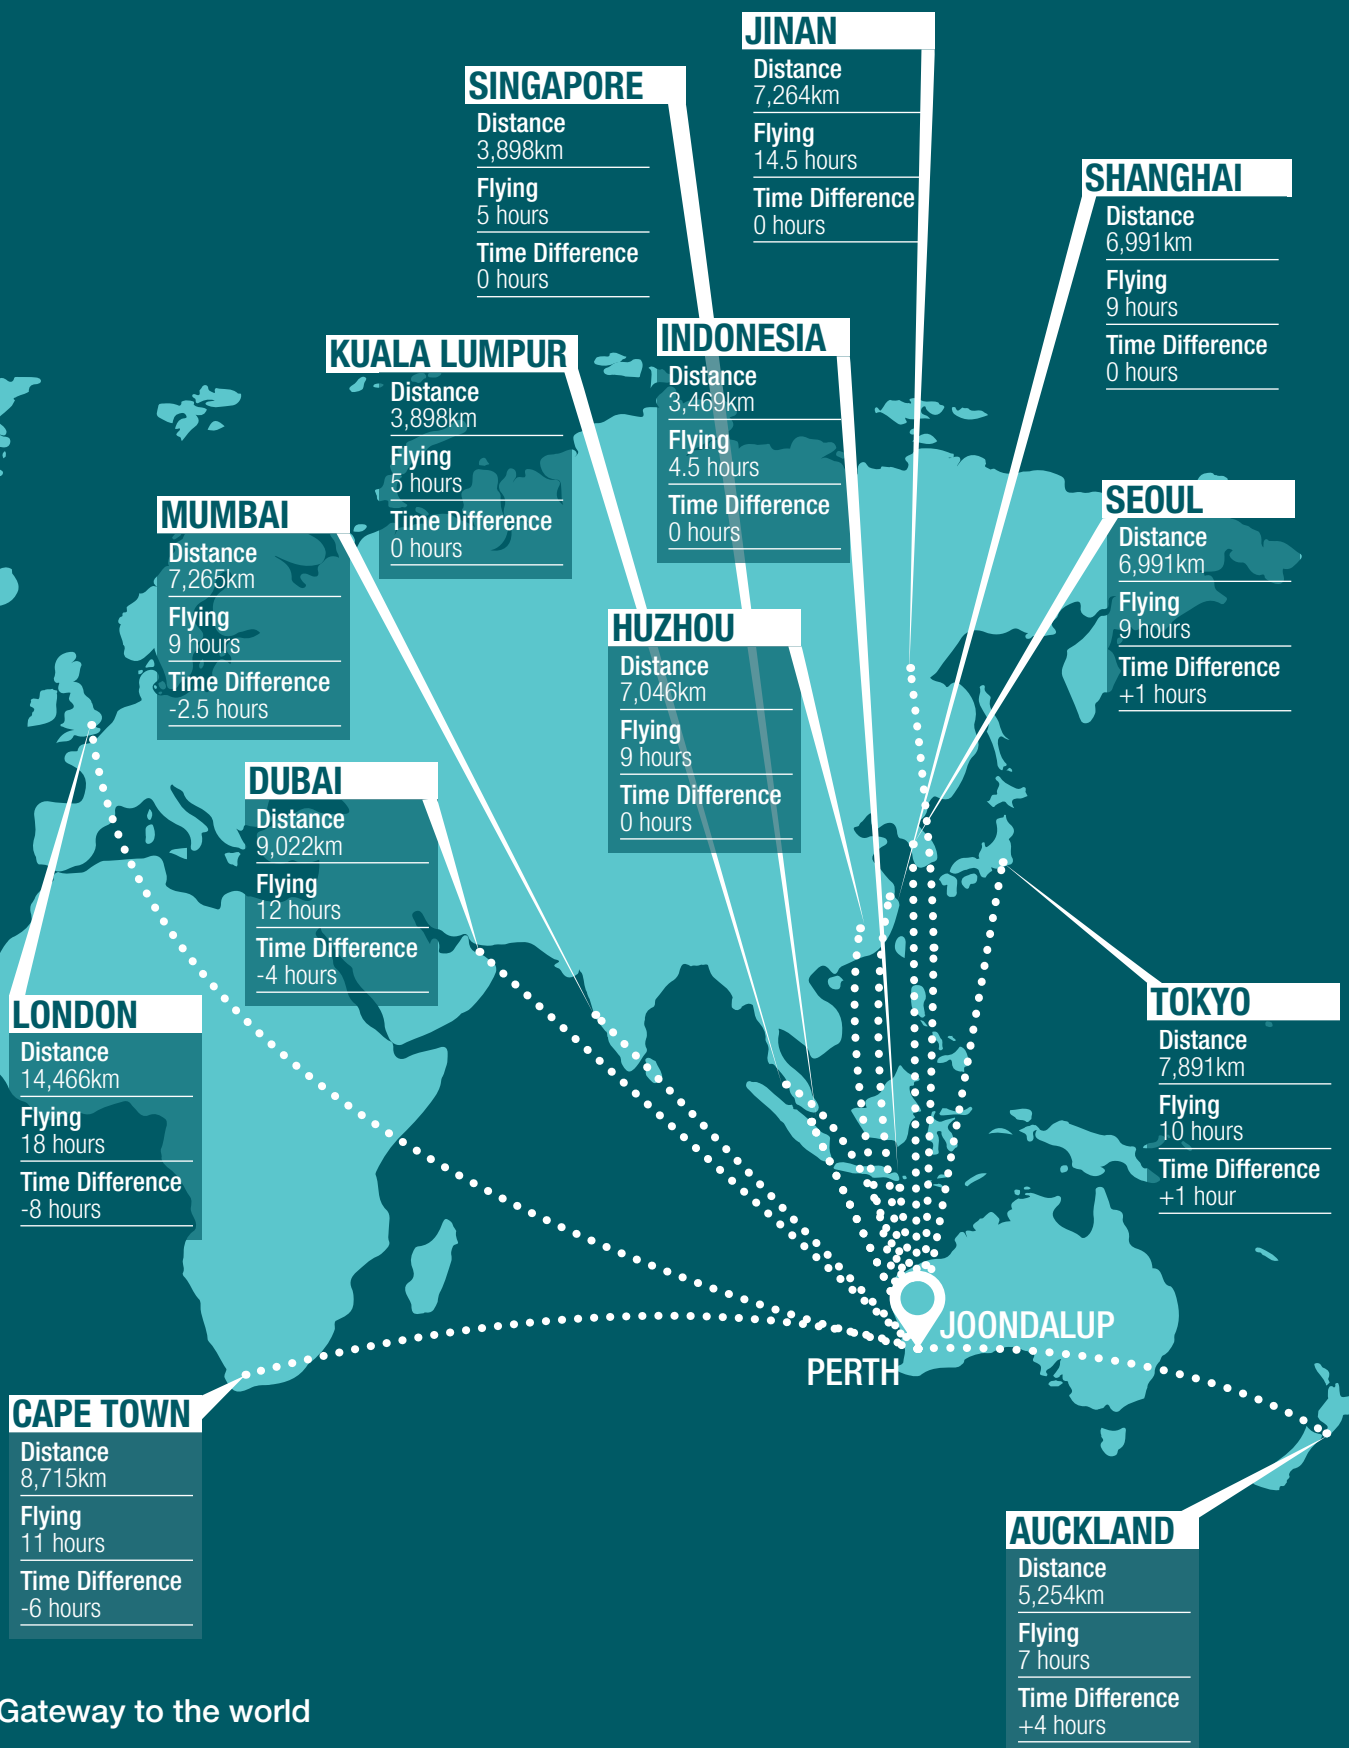 JINAN
Distance
7,264km
Flying
14.5 hours
Time Difference
0 hours
SINGAPORE
Distance
3,898km
Flying
5 hours
Time Difference
0 hours
SHANGHAI
Distance
6,991km
Flying
9 hours
Time Difference
0 hours
KUALA LUMPUR
Distance
3,898km
Flying
5 hours
Time Difference
0 hours
INDONESIA
Distance
3,469km
Flying
4.5 hours
Time Difference
0 hours
MUMBAI
Distance
7,265km
Flying
9 hours
Time Difference
-2.5 hours
SEOUL
Distance
6,991km
Flying
9 hours
Time Difference
+1 hours
HUZHOU
Distance
7,046km
Flying
9 hours
Time Difference
0 hours
DUBAI
Distance
9,022km
Flying
12 hours
Time Difference
-4 hours
LONDON
Distance
14,466km
Flying
18 hours
Time Difference
-8 hours
TOKYO
Distance
7,891km
Flying
10 hours
Time Difference
+1 hour
JOONDALUP
PERTH
CAPE TOWN
Distance
8,715km
Flying
11 hours
Time Difference
-6 hours
AUCKLAND
Distance
5,254km
Flying
7 hours
Time Difference
+4 hours
Gateway to the world